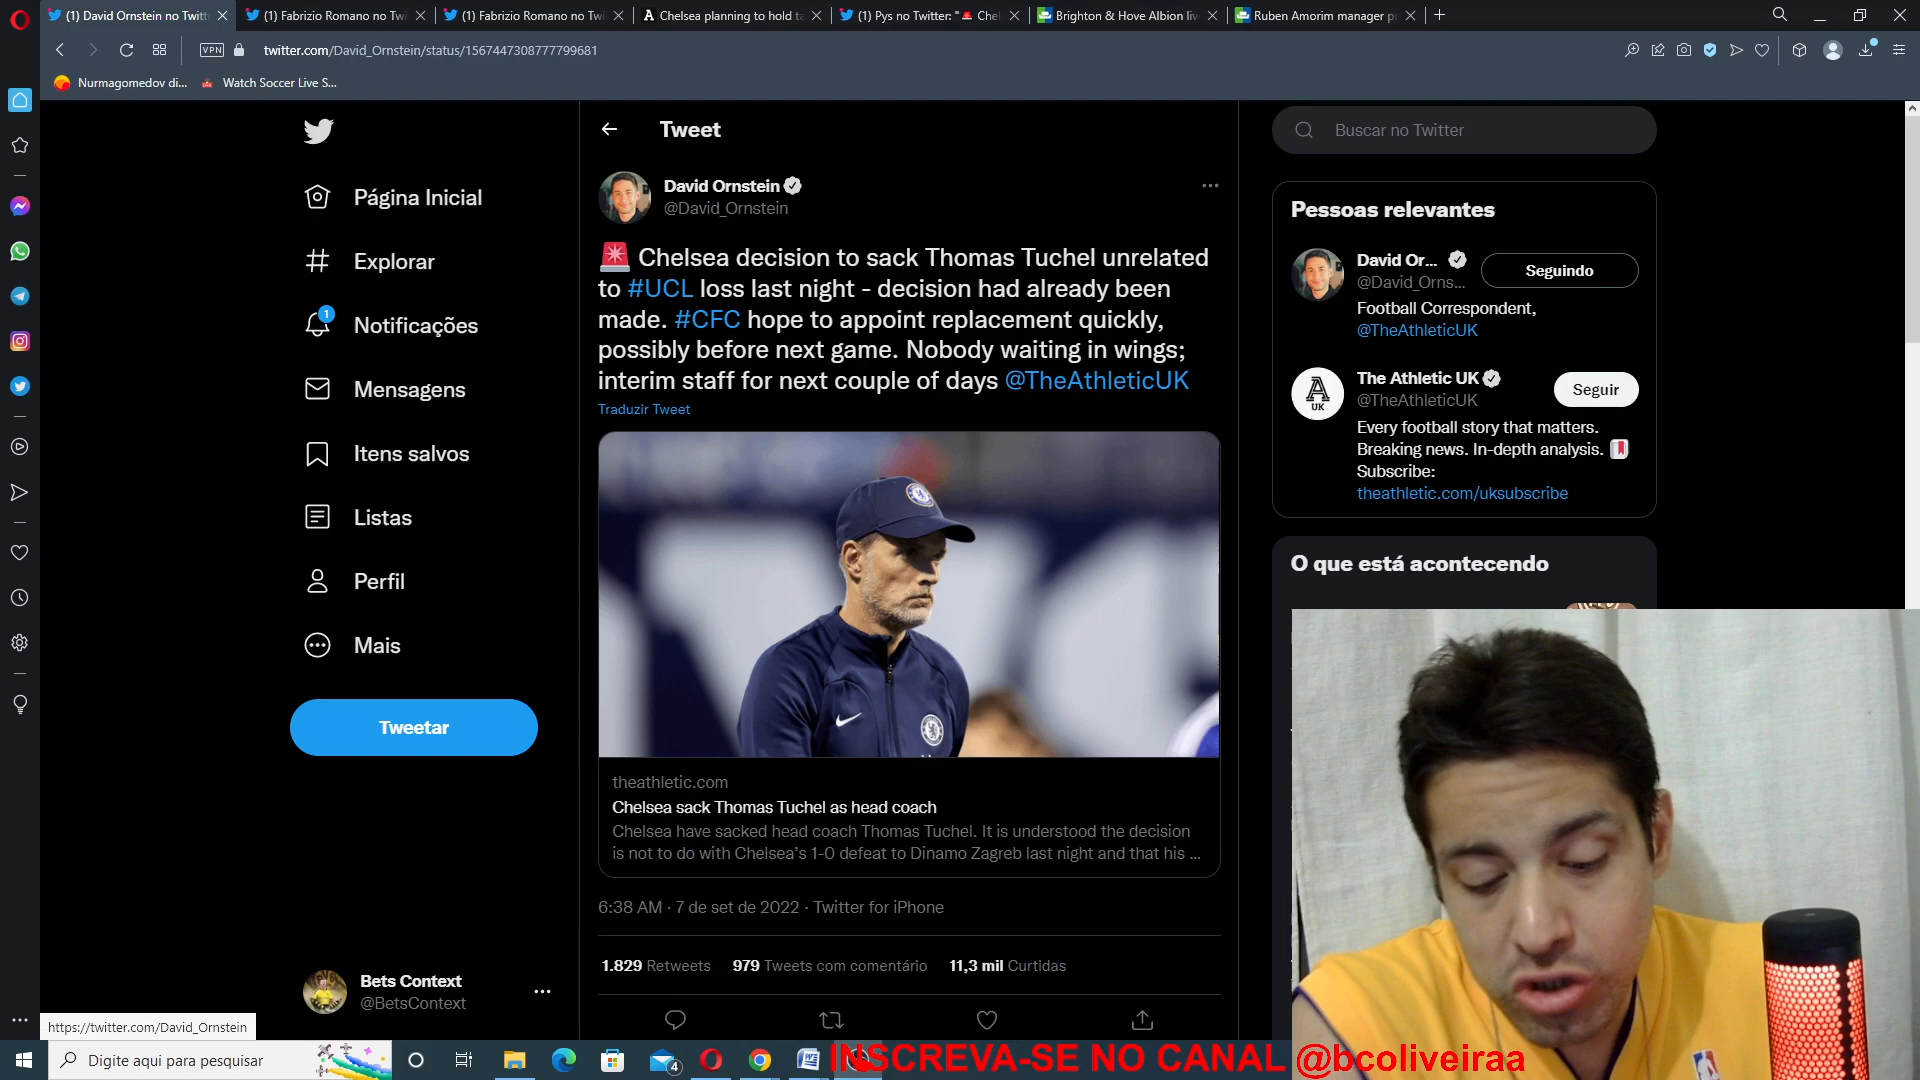 (1) David Ornstein no Twitt
(1) Fabrizio Romano no Twi
(1) Fabrizio Romano no Twi
Chelsea planning to hold ta
(1) Pys no Twitter: "🚨 Che
Brighton & Hove Albion liv
Ruben Amorim manager pr
VPN
twitter.com/David_Ornstein/status/1567447308777799681
Nurmagomedov di...
Watch Soccer Live S...
Tweet
Buscar no Twitter
Página Inicial
Explorar
1
Notificações
Mensagens
Itens salvos
Listas
Perfil
Mais
Tweetar
David Ornstein
@David_Ornstein
🚨 Chelsea decision to sack Thomas Tuchel unrelated
to #UCL loss last night - decision had already been
made. #CFC hope to appoint replacement quickly,
possibly before next game. Nobody waiting in wings;
interim staff for next couple of days @TheAthleticUK
Traduzir Tweet
theathletic.com
Chelsea sack Thomas Tuchel as head coach
Chelsea have sacked head coach Thomas Tuchel. It is understood the decision
is not to do with Chelsea's 1-0 defeat to Dinamo Zagreb last night and that his ...
6:38 AM · 7 de set de 2022 · Twitter for iPhone
1.829 Retweets 979 Tweets com comentário 11,3 mil Curtidas
Pessoas relevantes
David Or...
@David_Orns...
Seguindo
Football Correspondent,
@TheAthleticUK
The Athletic UK
@TheAthleticUK
Seguir
A
UK
Every football story that matters.
Breaking news. In-depth analysis.
Subscribe:
theathletic.com/uksubscribe
O que está acontecendo
Bets Context
@BetsContext
https://twitter.com/David_Ornstein
Digite aqui para pesquisar
4
INSCREVA-SE NO CANAL @bcoliveiraa